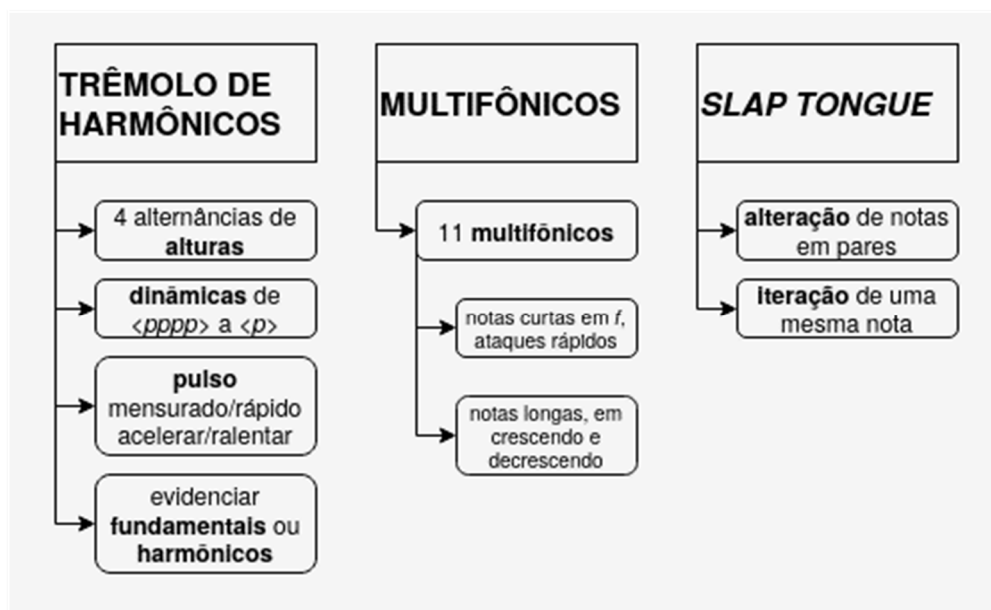 TRÊMOLO DE
HARMÔNICOS
4 alternâncias de
alturas
dinâmicas de
<pppp> a <p>
pulso
mensurado/rápido
acelerar/ralentar
evidenciar
fundamentais ou
harmônicos
MULTIFÔNICOS
11 multifônicos
notas curtas em f,
ataques rápidos
notas longas, em
crescendo e
decrescendo
SLAP TONGUE
alteração de notas
em pares
iteração de uma
mesma nota